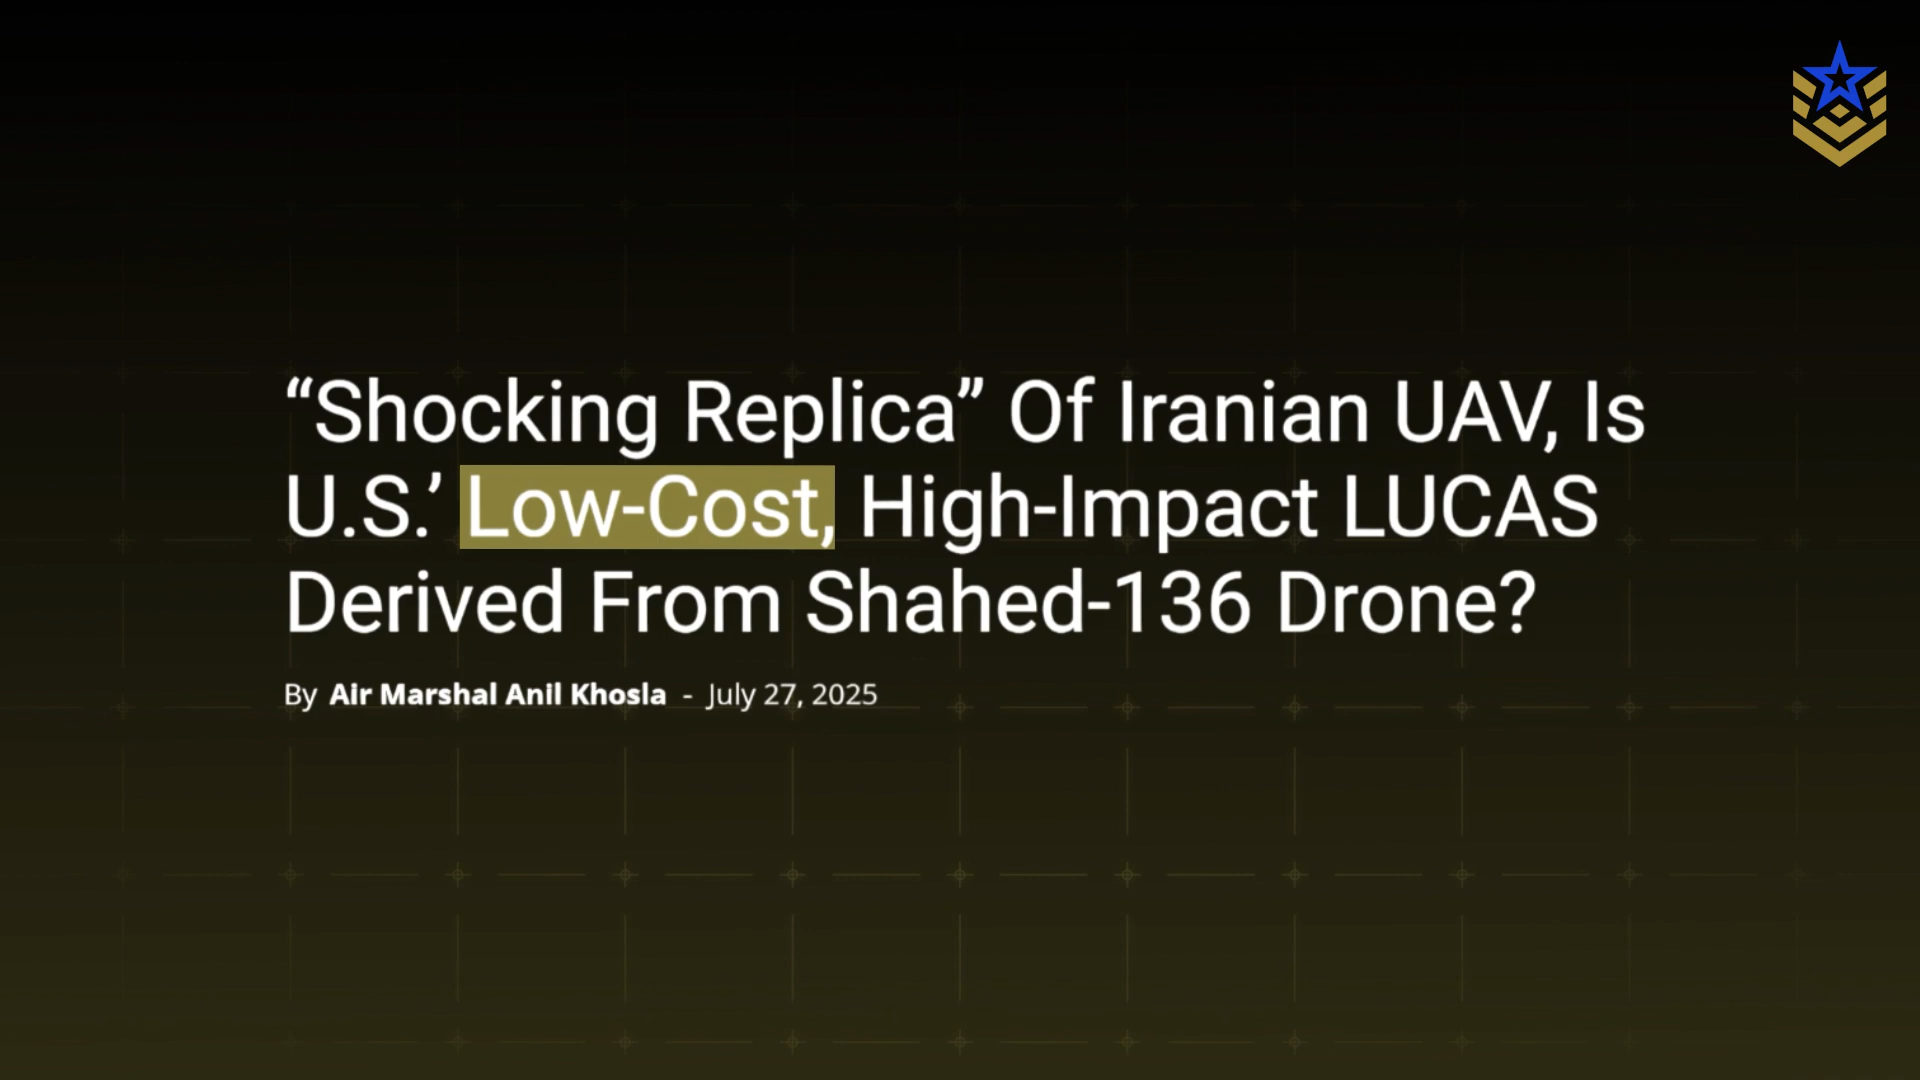 “Shocking Replica” Of Iranian UAV, Is
U.S.’ Low-Cost, High-Impact LUCAS
Derived From Shahed-136 Drone?
By Air Marshal Anil Khosla - July 27, 2025